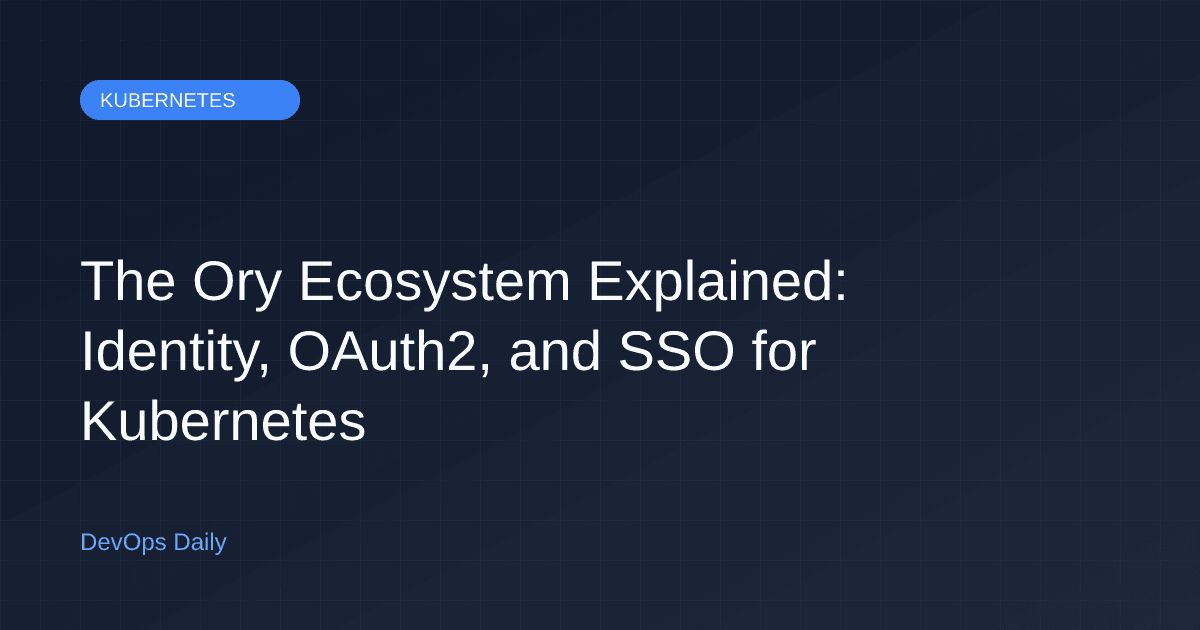 KUBERNETES
The Ory Ecosystem Explained:
Identity, OAuth2, and SSO for
Kubernetes
DevOps Daily